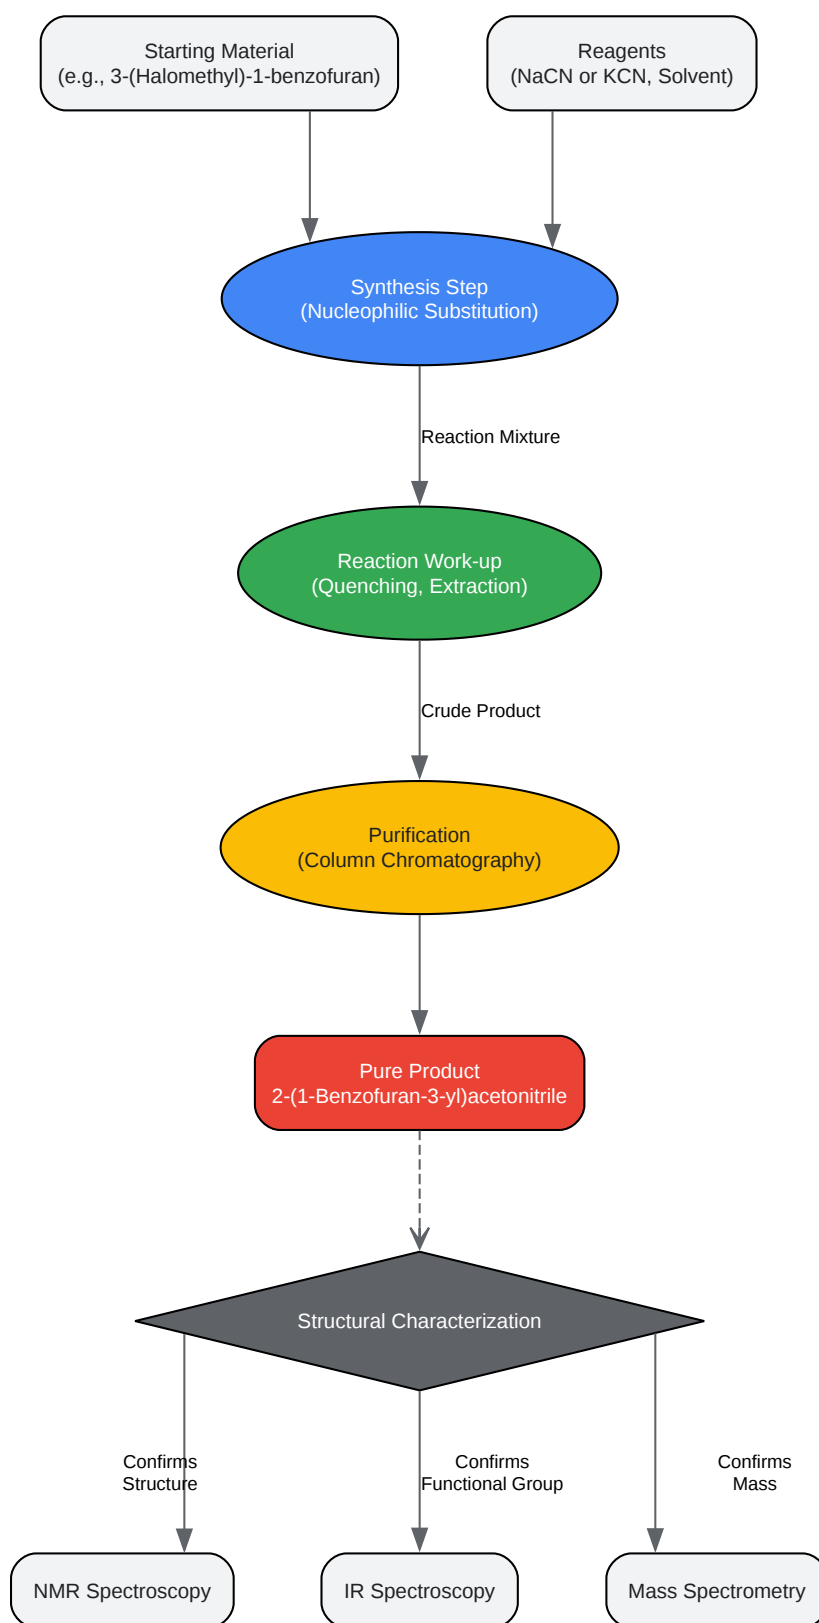 Starting Material
(e.g., 3-(Halomethyl)-1-benzofuran)
Reagents
(NaCN or KCN, Solvent)
Synthesis Step
(Nucleophilic Substitution)
Reaction Mixture
Reaction Work-up
(Quenching, Extraction)
Crude Product
Purification
(Column Chromatography)
Pure Product
2-(1-Benzofuran-3-yl)acetonitrile
Structural Characterization
Confirms
Structure
Confirms
Functional Group
Confirms
Mass
NMR Spectroscopy
IR Spectroscopy
Mass Spectrometry